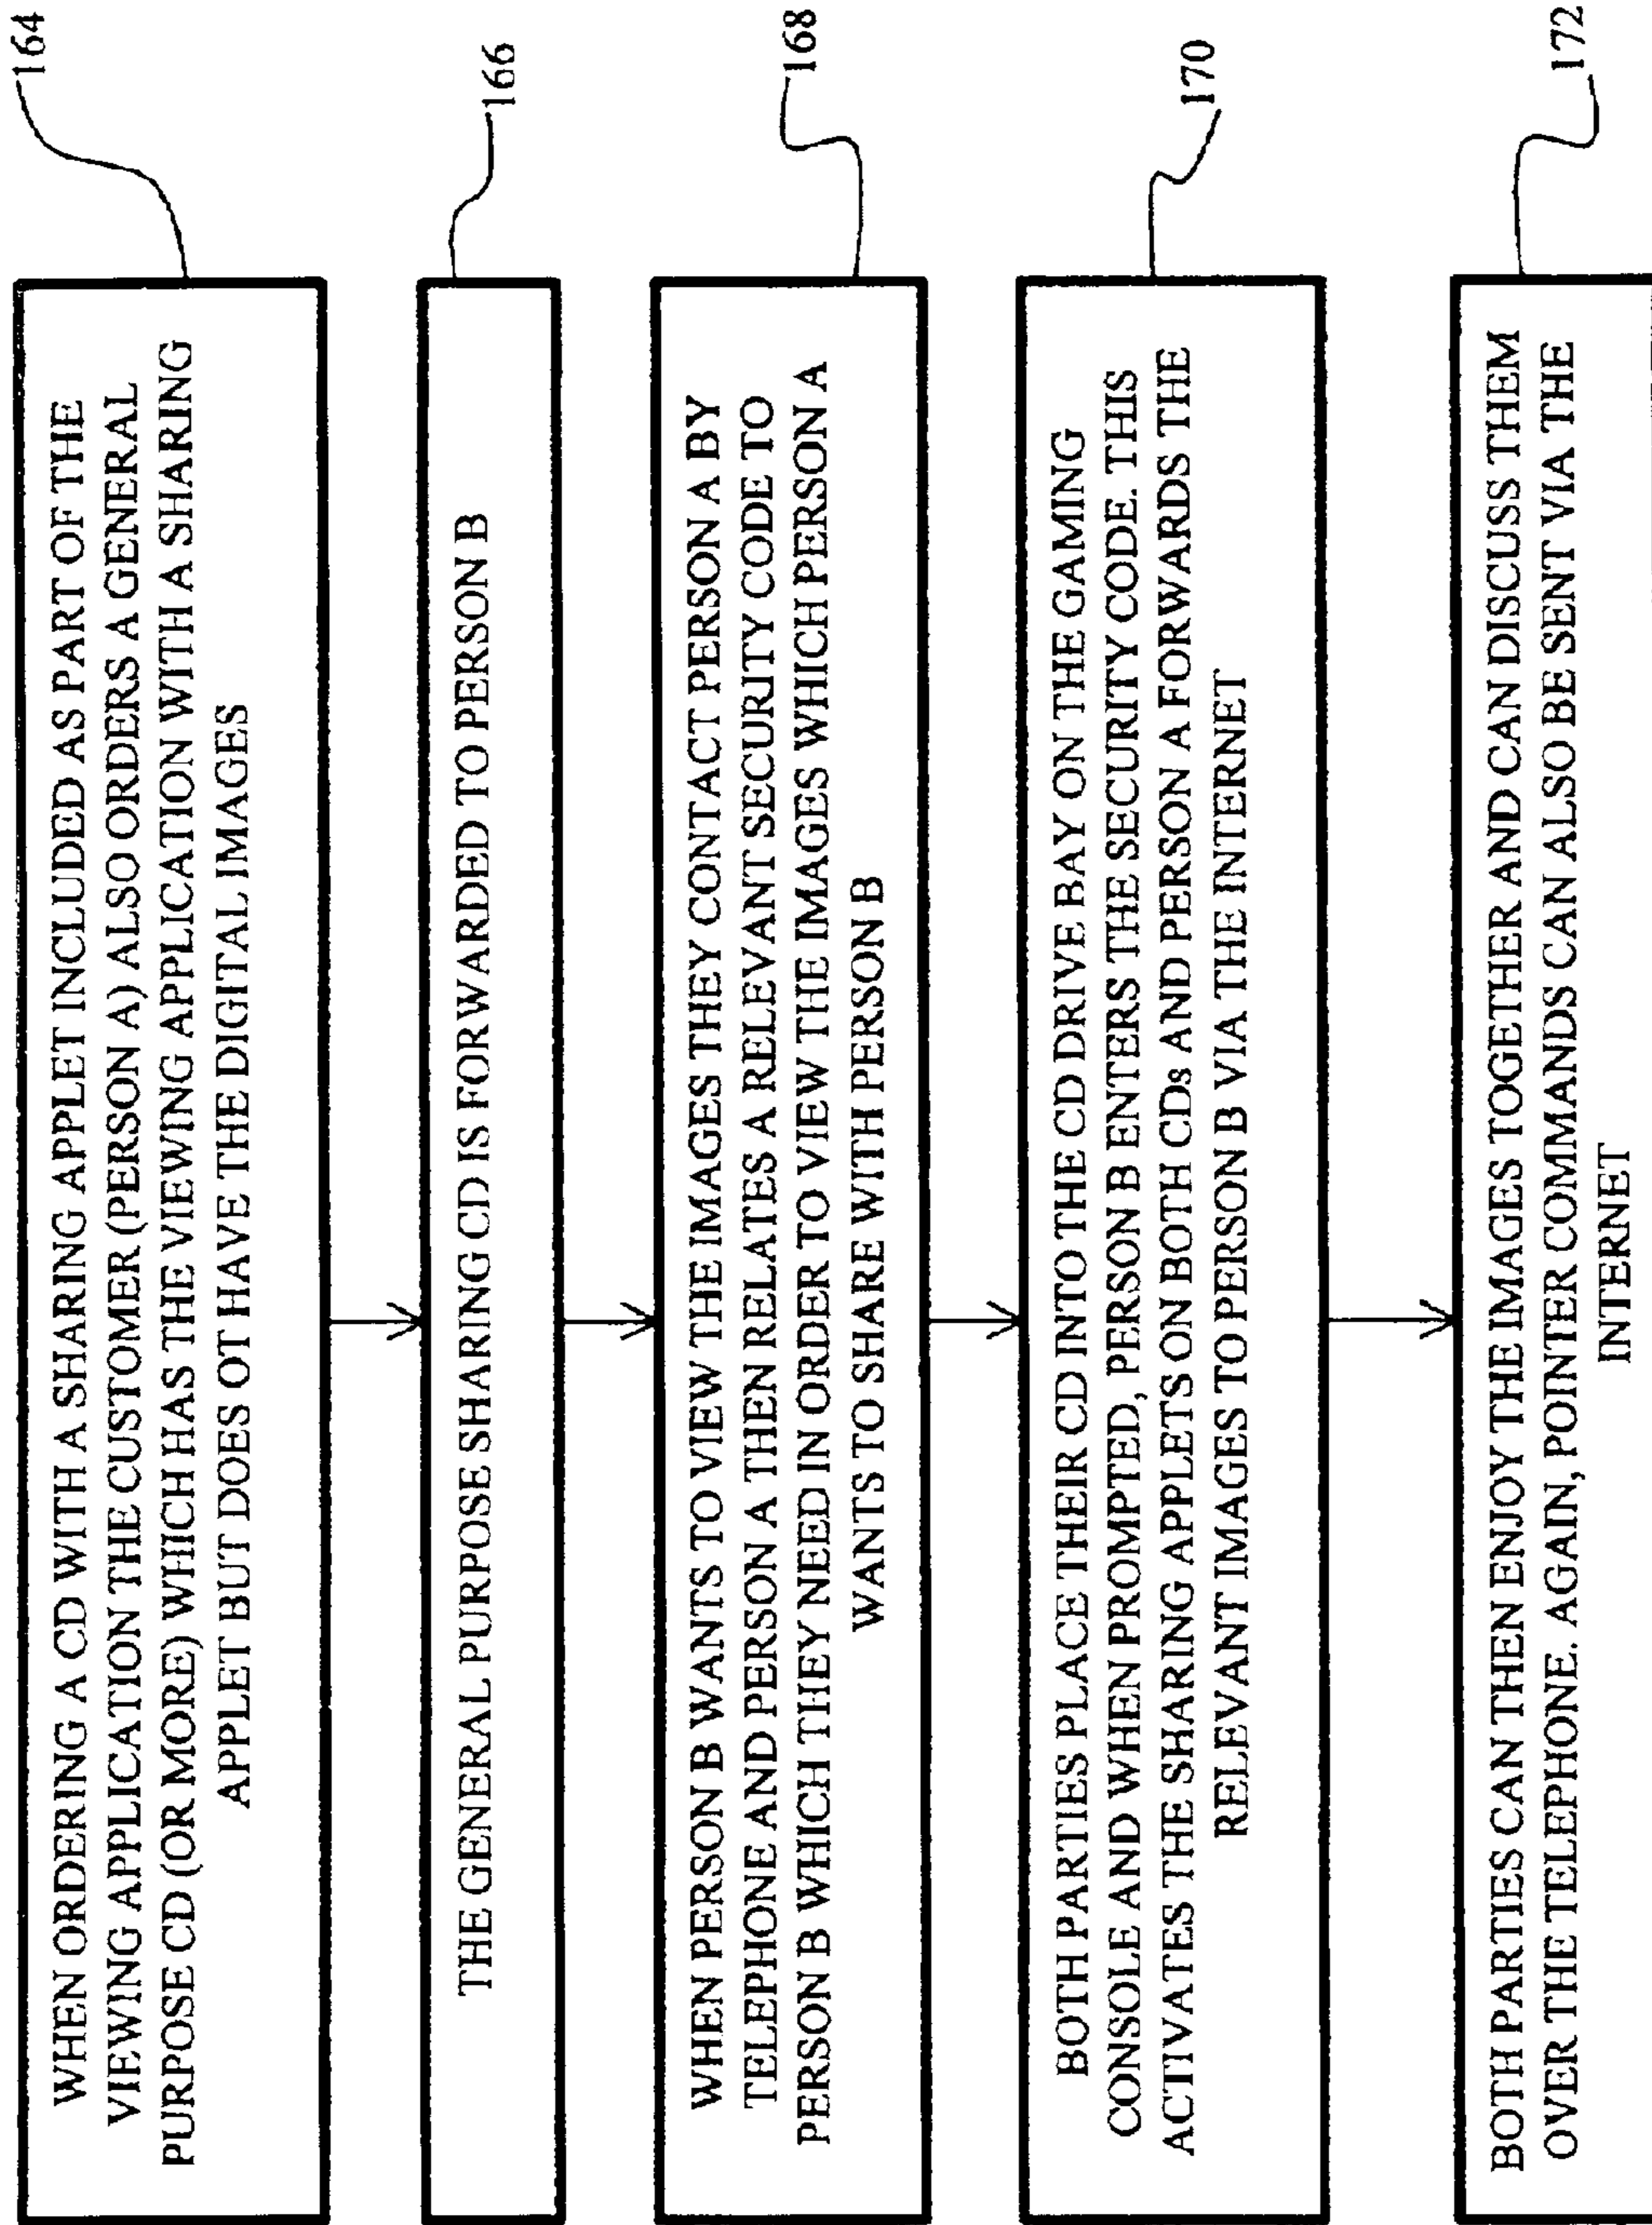 WHEN ORDERING A CD WITH A SHARING APPLET INCLUDED AS PART OF THE
VIEWING APPLICATION THE CUSTOMER (PERSON A) ALSO ORDERS A GENERAL
PURPOSE CD (OR MORE) WHICH HAS THE VIEWING APPLICATION WITH A SHARING
APPLET BUT DOES OT HAVE THE DIGITAL IMAGES
164
THE GENERAL PURPOSE SHARING CD IS FORWARDED TO PERSON B
166
WHEN PERSON B WANTS TO VIEW THE IMAGES THEY CONTACT PERSON A BY
TELEPHONE AND PERSON A THEN RELATES A RELEVANT SECURITY CODE TO
PERSON B WHICH THEY NEED IN ORDER TO VIEW THE IMAGES WHICH PERSON A
WANTS TO SHARE WITH PERSON B
168
BOTH PARTIES PLACE THEIR CD INTO THE CD DRIVE BAY ON THE GAMING
CONSOLE AND WHEN PROMPTED, PERSON B ENTERS THE SECURITY CODE. THIS
ACTIVATES THE SHARING APPLETS ON BOTH CDs AND PERSON A FORWARDS THE
RELEVANT IMAGES TO PERSON B VIA THE INTERNET
170
BOTH PARTIES CAN THEN ENJOY THE IMAGES TOGETHER AND CAN DISCUSS THEM
OVER THE TELEPHONE. AGAIN, POINTER COMMANDS CAN ALSO BE SENT VIA THE
INTERNET
172